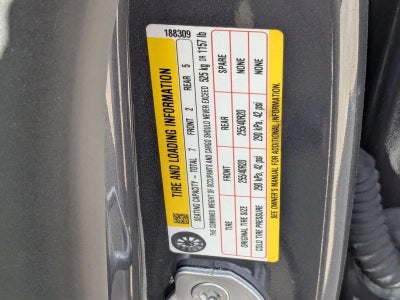 188309
TIRE AND LOADING INFORMATION
SEATING CAPACITY - TOTAL 7 FRONT 2 REAR 5
THE COMBINED WEIGHT OF OCCUPANTS AND CARGO SHOULD NEVER EXCEED 525 kg OR 1157 lb
TIRE FRONT REAR SPARE
ORIGINAL TIRE SIZE 255/40R20 255/40R20 NONE
COLD TIRE PRESSURE 290 kPa, 42 psi 290 kPa, 42 psi NONE
SEE OWNER'S MANUAL FOR ADDITIONAL INFORMATION.